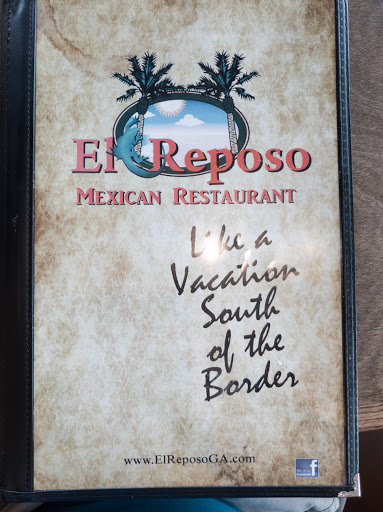 El Reposo
Mexican Restaurant
Like a
Vacation
South
of the
Border
www.ElReposoGA.com
f